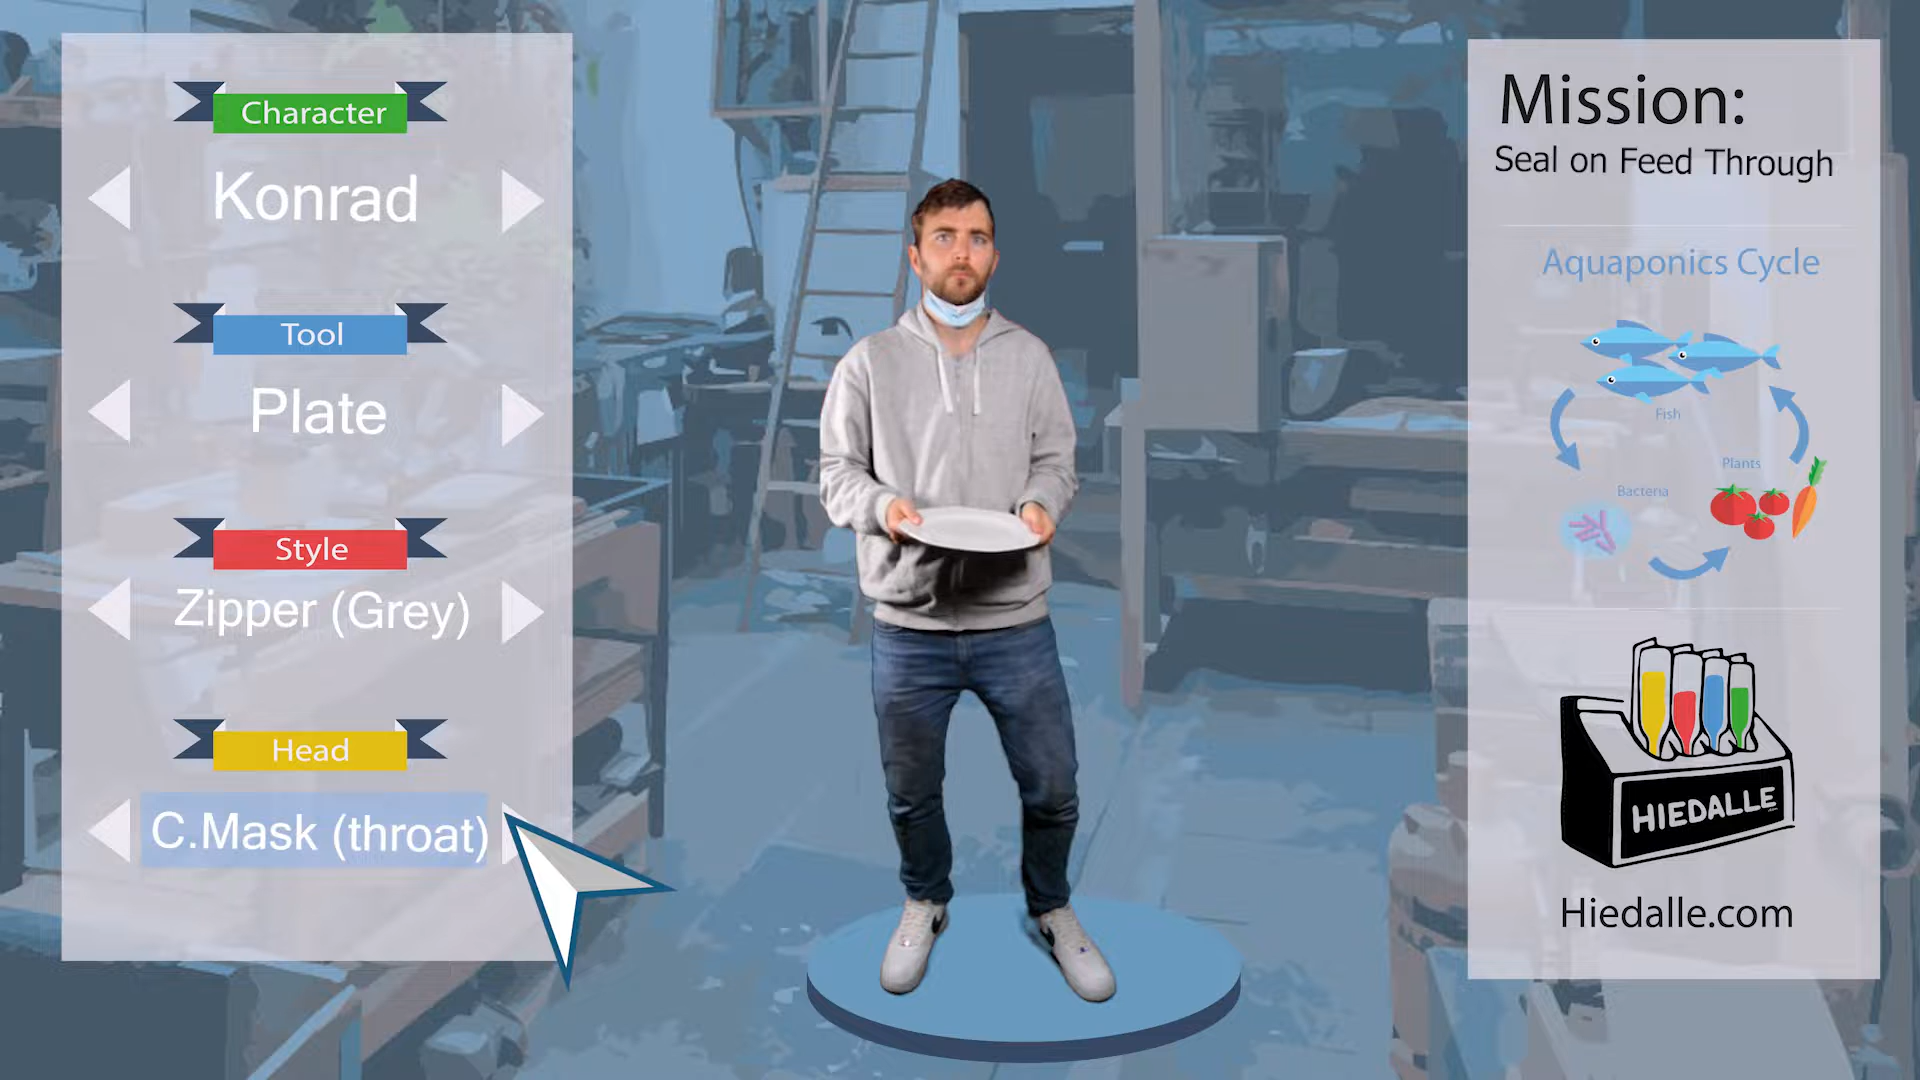 Character
Konrad
Tool
Plate
Style
Zipper (Grey)
Head
C.Mask (throat)
Mission:
Seal on Feed Through
Aquaponics Cycle
Fish
Plants
Bacteria
HIEDALLE
Hiedalle.com